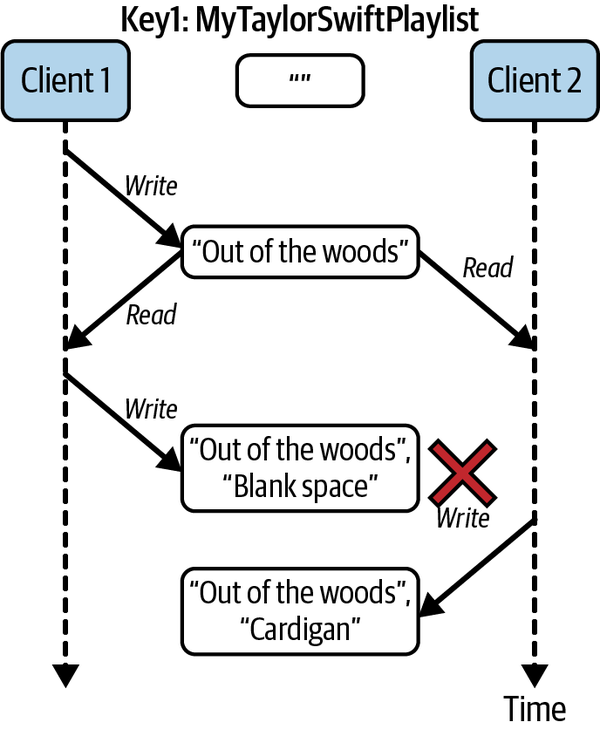 Key1: MyTaylorSwiftPlaylist
Client 1
“”
Client 2
Write
“Out of the woods”
Read
Read
Write
“Out of the woods”,
“Blank space”
Write
“Out of the woods”,
“Cardigan”
Time